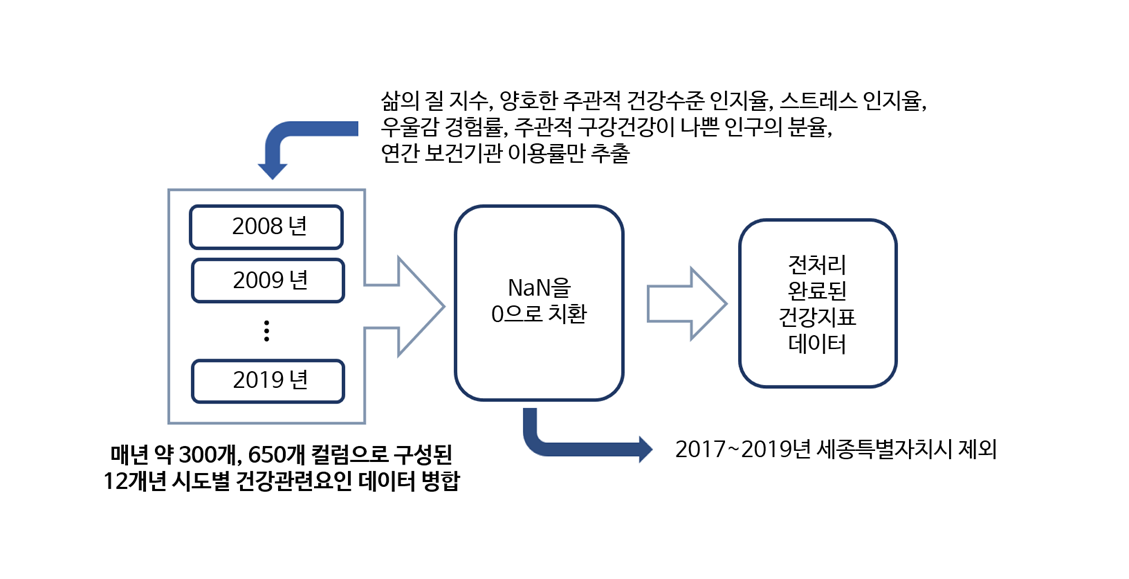 삶의 질 지수, 양호한 주관적 건강수준 인지율, 스트레스 인지율,
우울감 경험률, 주관적 구강건강이 나쁜 인구의 분율,
연간 보건기관 이용률만 추출
2008 년
2009 년
⋮
2019 년
매년 약 300개, 650개 컬럼으로 구성된
12개년 시도별 건강관련요인 데이터 병합
NaN을
0으로 치환
2017~2019년 세종특별자치시 제외
전처리
완료된
건강지표
데이터